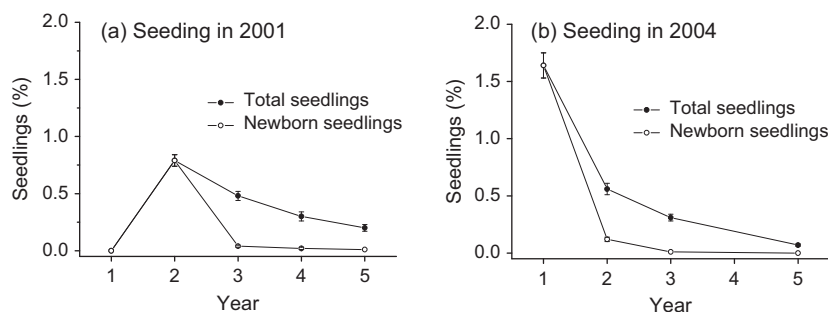 (a) Seeding in 2001
2.0
1.5
1.0
0.5
0.0
Seedlings (%)
Total seedlings
Newborn seedlings
1 2 3 4 5
Year
(b) Seeding in 2004
2.0
1.5
1.0
0.5
0.0
Seedlings (%)
Total seedlings
Newborn seedlings
1 2 3 4 5
Year